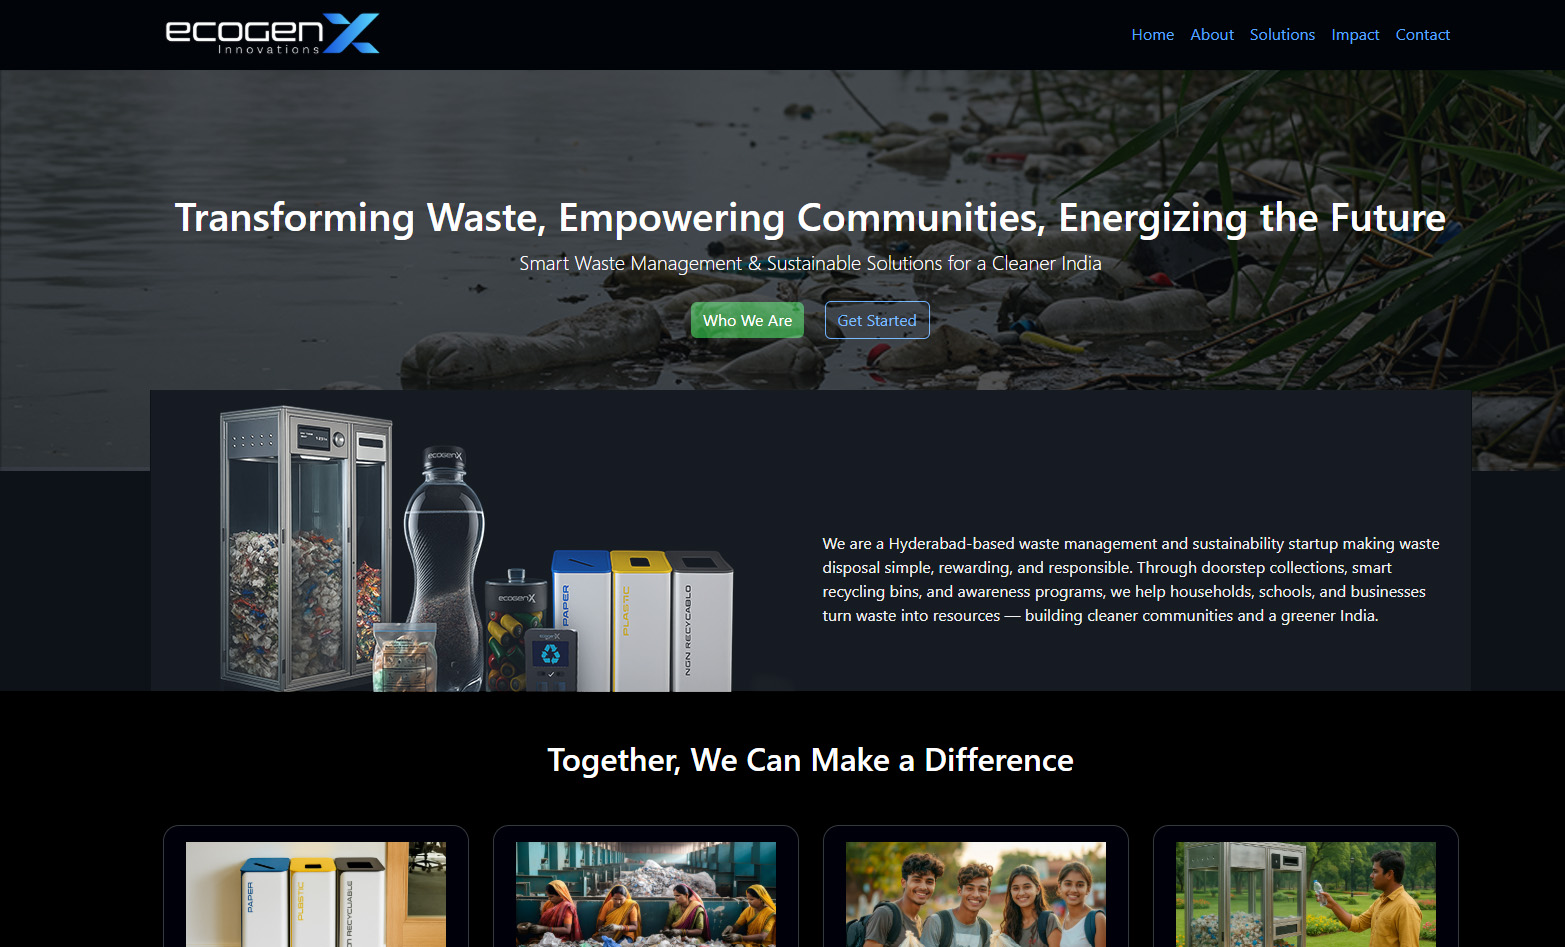 ecogenX
Innovations
Home About Solutions Impact Contact
Transforming Waste, Empowering Communities, Energizing the Future
Smart Waste Management & Sustainable Solutions for a Cleaner India
Who We Are Get Started
ecogenX
ecogenX
ecogenX
PAPER
PLASTIC
NON RECYCABLO
We are a Hyderabad-based waste management and sustainability startup making waste
disposal simple, rewarding, and responsible. Through doorstep collections, smart
recycling bins, and awareness programs, we help households, schools, and businesses
turn waste into resources — building cleaner communities and a greener India.
Together, We Can Make a Difference
PAPER
PLASTIC
N RECYCLABLE